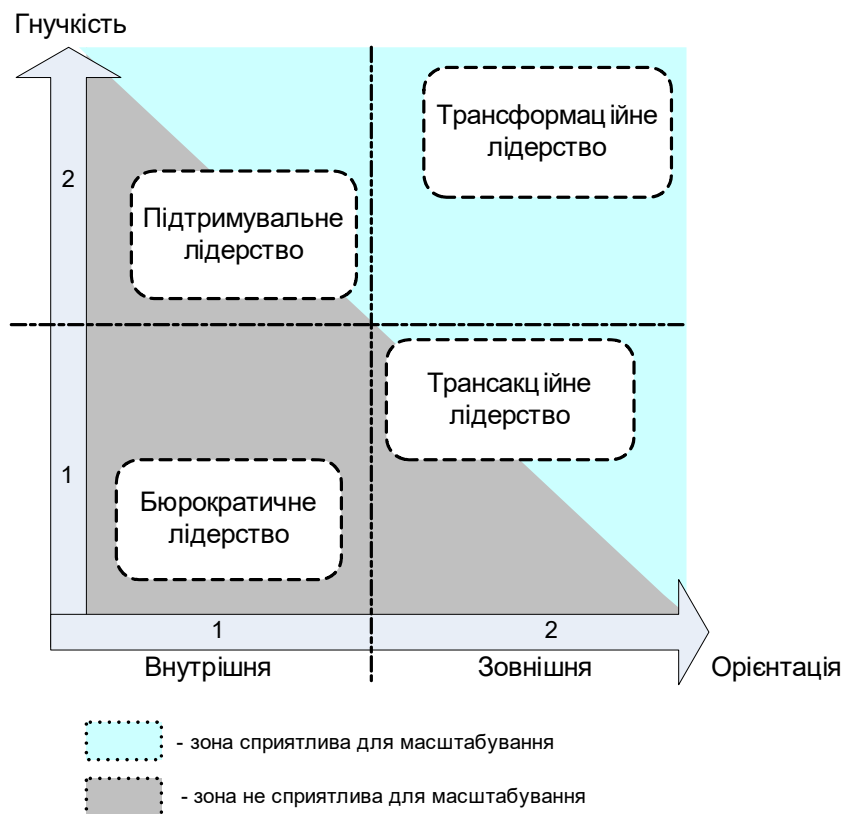 Гнучкість
Трансформаційне
лідерство
2
Підтримувальне
лідерство
Трансакційне
лідерство
1
Бюрократичне
лідерство
1
2
Внутрішня
Зовнішня
Орієнтація
- зона сприятлива для масштабування
- зона не сприятлива для масштабування